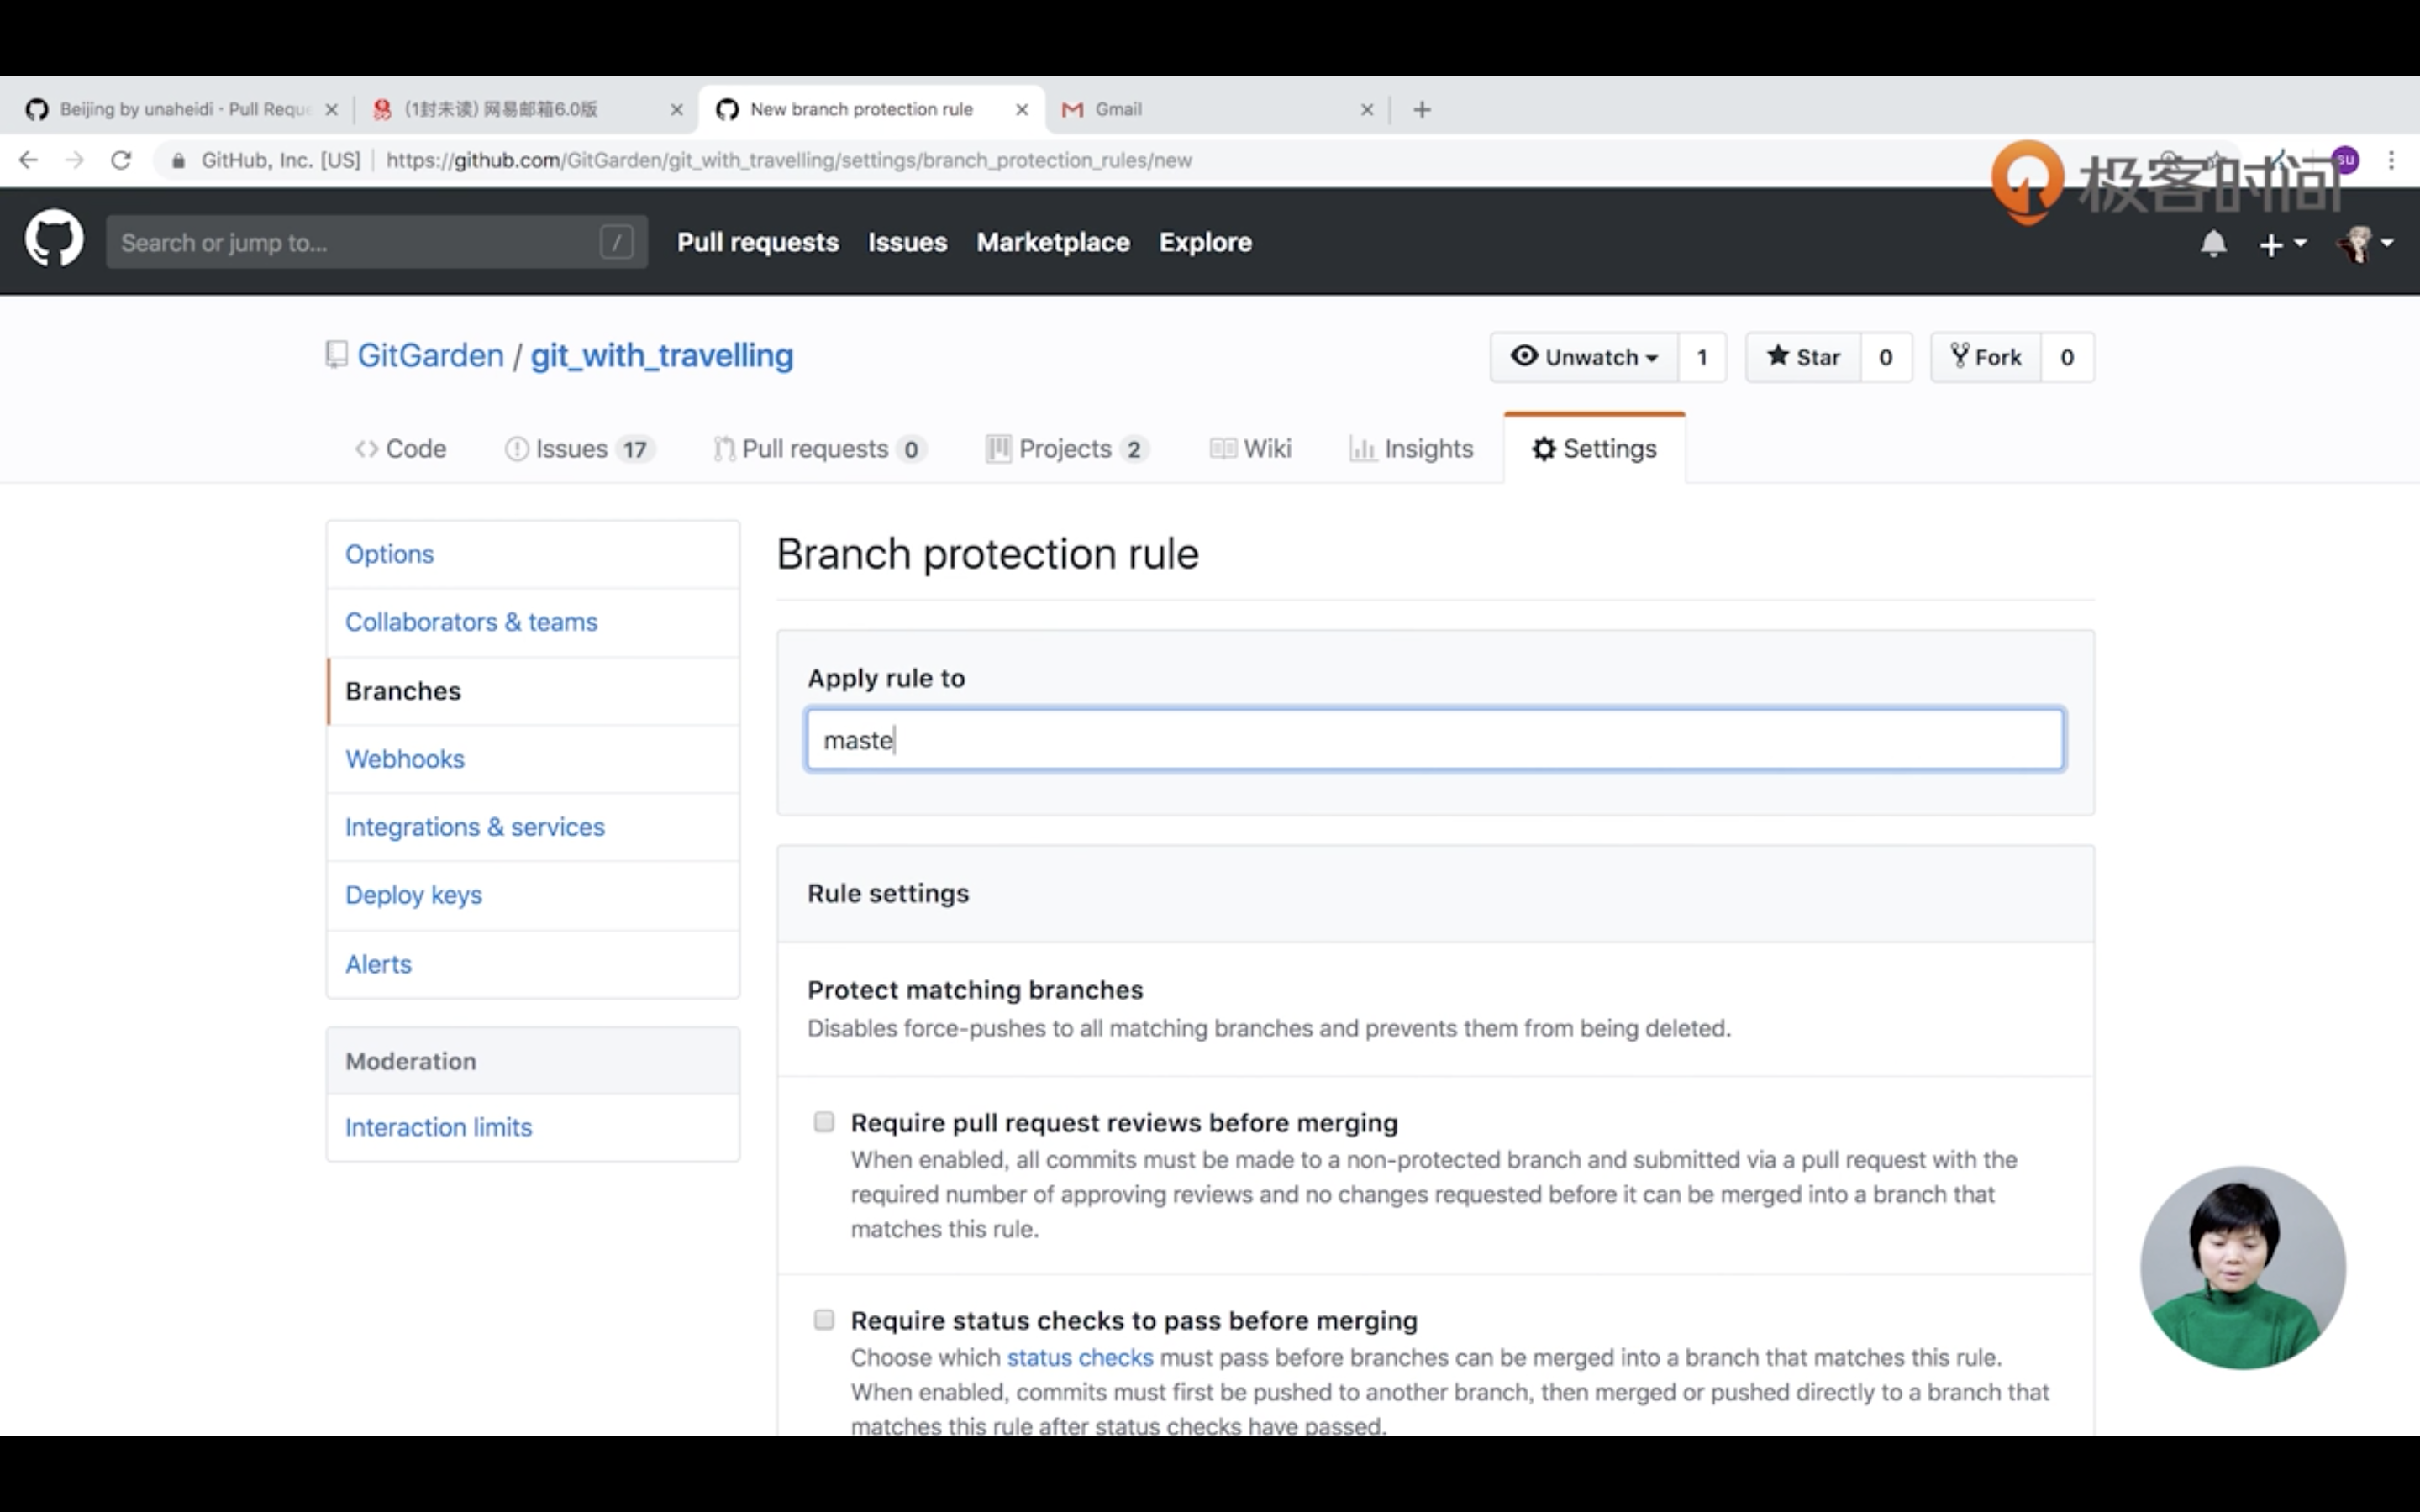 Beijing by unaheidi · Pull Reque
(1封未读) 网易邮箱6.0版
New branch protection rule
Gmail
GitHub, Inc. [US] https://github.com/GitGarden/git_with_travelling/settings/branch_protection_rules/new
su
极客时间
Search or jump to... /
Pull requests Issues Marketplace Explore
GitGarden / git_with_travelling
Unwatch 1 Star 0 Fork 0
Code Issues 17 Pull requests 0 Projects 2 Wiki Insights Settings
Options
Collaborators & teams
Branches
Webhooks
Integrations & services
Deploy keys
Alerts
Moderation
Interaction limits
Branch protection rule
Apply rule to
maste
Rule settings
Protect matching branches
Disables force-pushes to all matching branches and prevents them from being deleted.
Require pull request reviews before merging
When enabled, all commits must be made to a non-protected branch and submitted via a pull request with the
required number of approving reviews and no changes requested before it can be merged into a branch that
matches this rule.
Require status checks to pass before merging
Choose which status checks must pass before branches can be merged into a branch that matches this rule.
When enabled, commits must first be pushed to another branch, then merged or pushed directly to a branch that
matches this rule after status checks have passed.